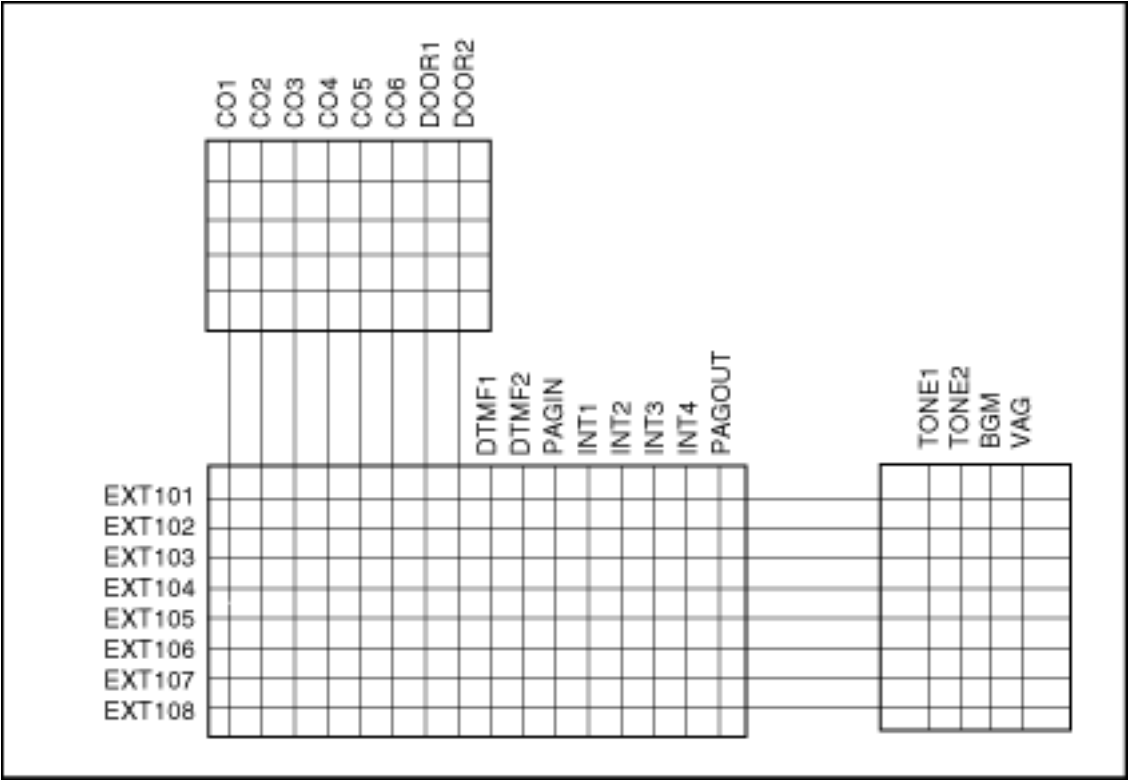 CO1
CO2
CO3
CO4
CO5
CO6
DOOR1
DOOR2
DTMF1
DTMF2
PAGIN
INT1
INT2
INT3
INT4
PAGOUT
TONE1
TONE2
BGM
VAG
EXT101
EXT102
EXT103
EXT104
EXT105
EXT106
EXT107
EXT108